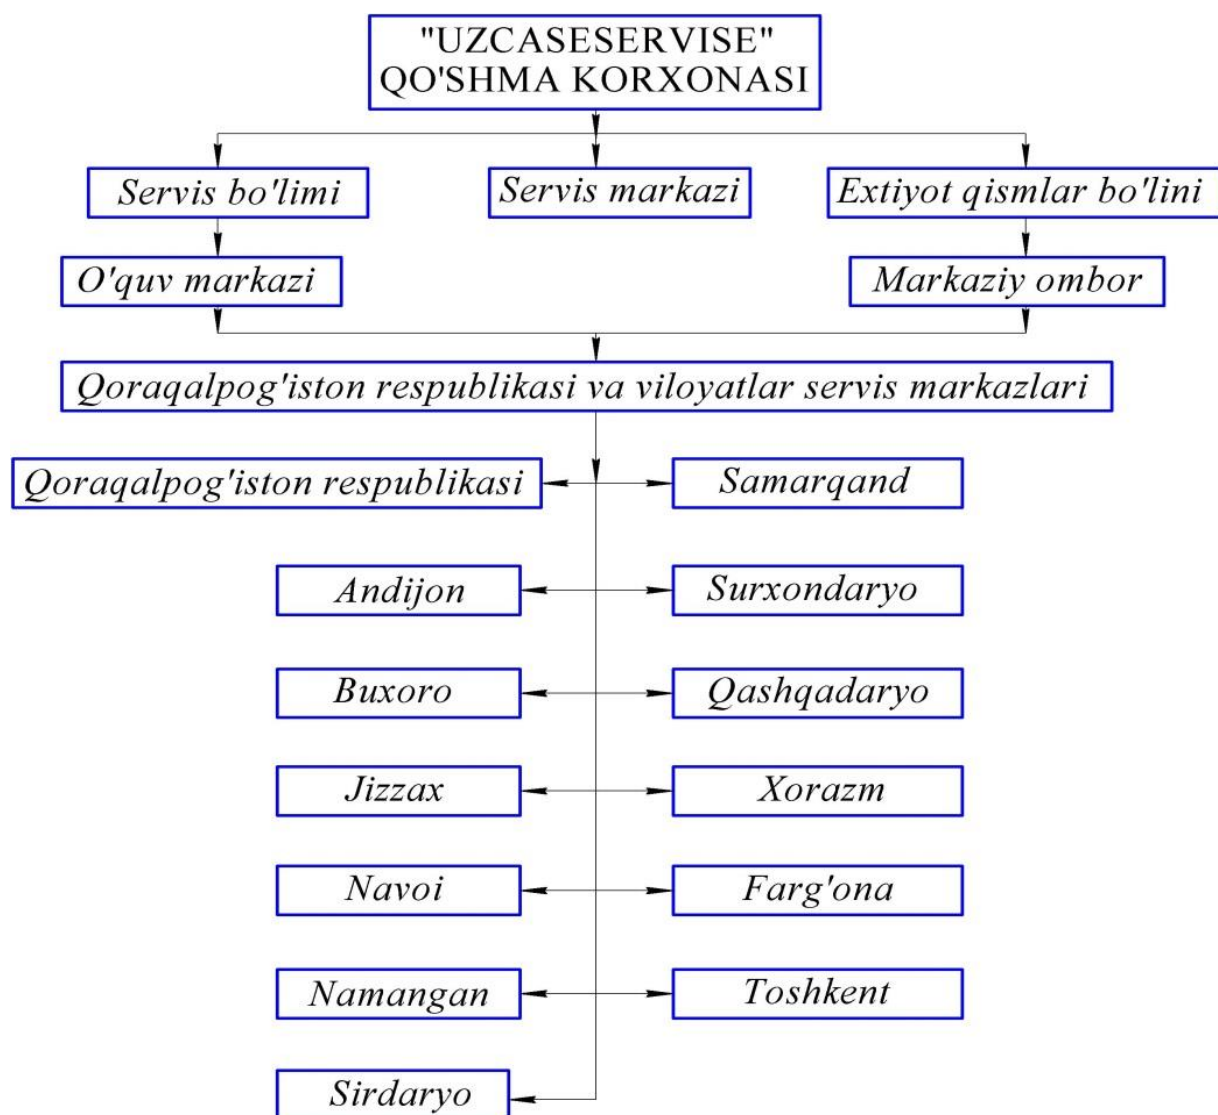 "UZCASESERVISE"
QO'SHMA KORXONASI
Servis bo'limi
Servis markazi
Extiyot qismlar bo'lini
O'quv markazi
Markaziy ombor
Qoraqalpog'iston respublikasi va viloyatlar servis markazlari
Qoraqalpog'iston respublikasi
Samarqand
Andijon
Surxondaryo
Buxoro
Qashqadaryo
Jizzax
Xorazm
Navoi
Farg'ona
Namangan
Toshkent
Sirdaryo